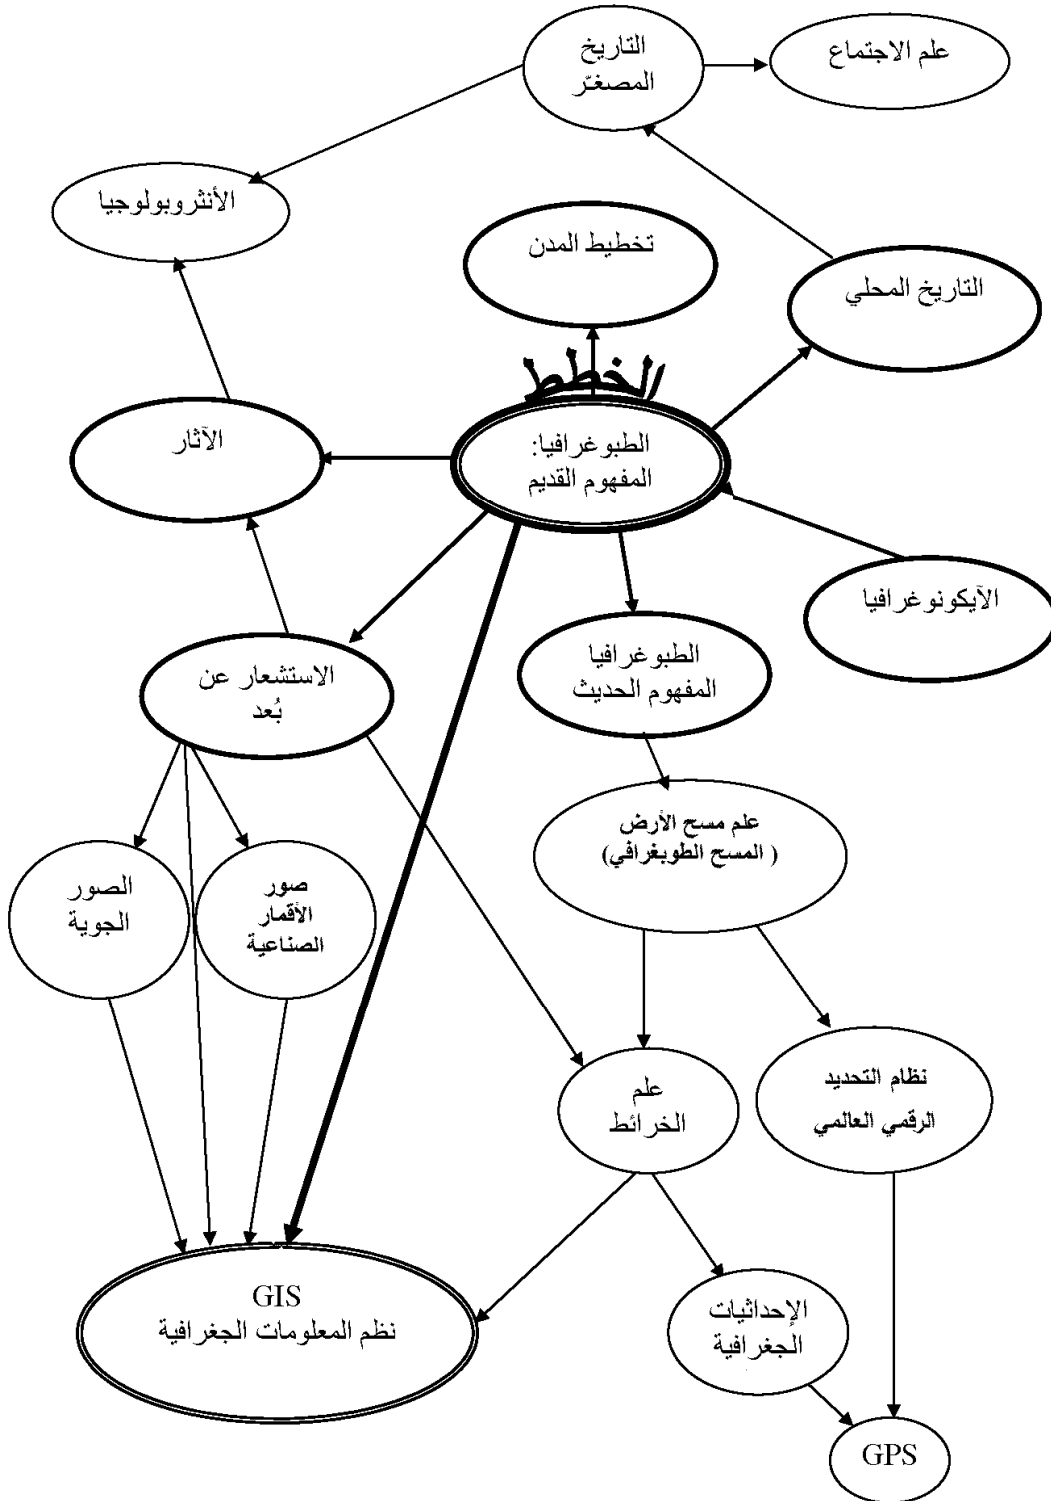 التاريخ
المصغـّر
علم الاجتماع
الأنثروبولوجيا
تخطيط المدن
التاريخ المحلي
الخطط
الطبوغرافيا:
المفهوم القديم
الآثار
الآيكونوغرافيا
الاستشعار عن
بُعد
الطبوغرافيا
المفهوم الحديث
علم مسح الأرض
( المسح الطوبغرافي)
الصور
الجوية
صور
الأقمار
الصناعية
علم
الخرائط
نظام التحديد
الرقمي العالمي
GIS
نظم المعلومات الجغرافية
الإحداثيات
الجغرافية
GPS